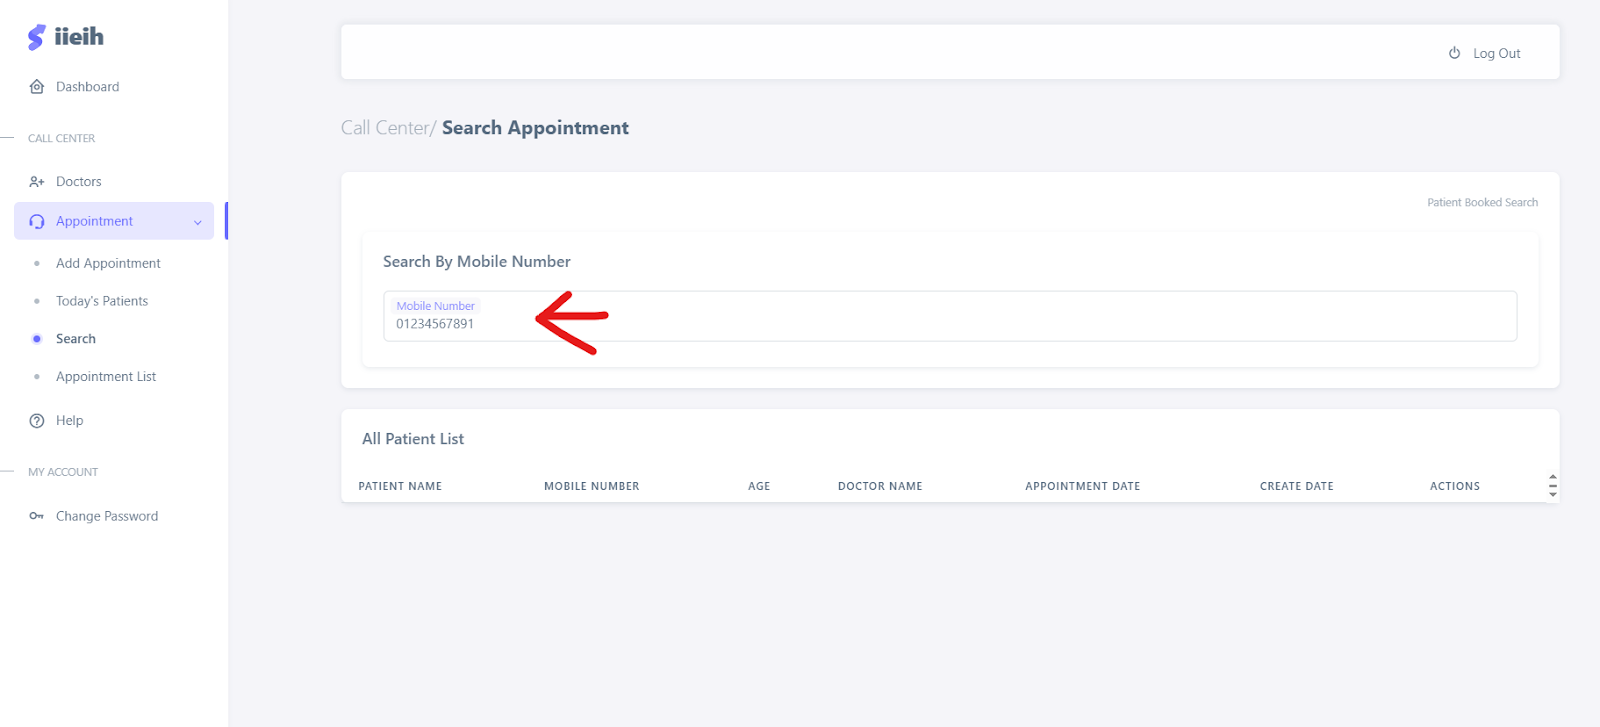 iieih
Dashboard
CALL CENTER
Doctors
Appointment
Add Appointment
Today's Patients
Search
Appointment List
Help
MY ACCOUNT
Change Password
Log Out
Call Center/ Search Appointment
Patient Booked Search
Search By Mobile Number
Mobile Number
01234567891
All Patient List
PATIENT NAME MOBILE NUMBER AGE DOCTOR NAME APPOINTMENT DATE CREATE DATE ACTIONS